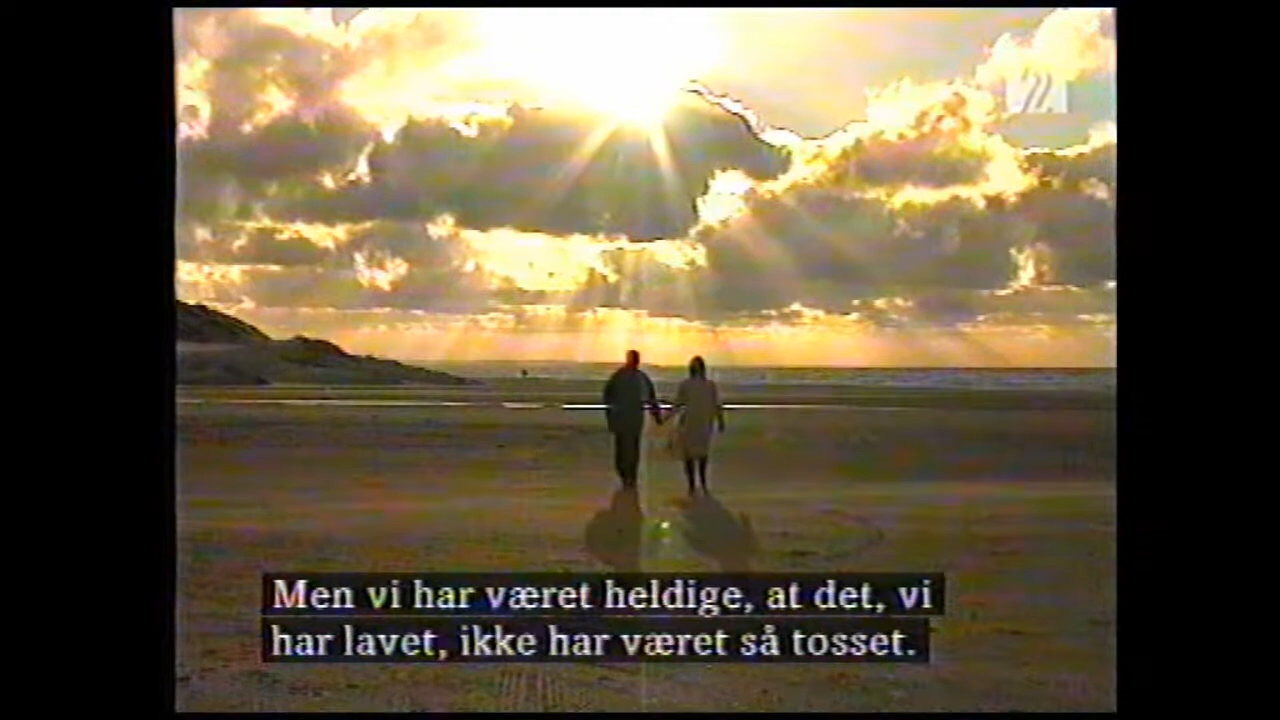 Men vi har været heldige, at det, vi
har lavet, ikke har været så tosset.